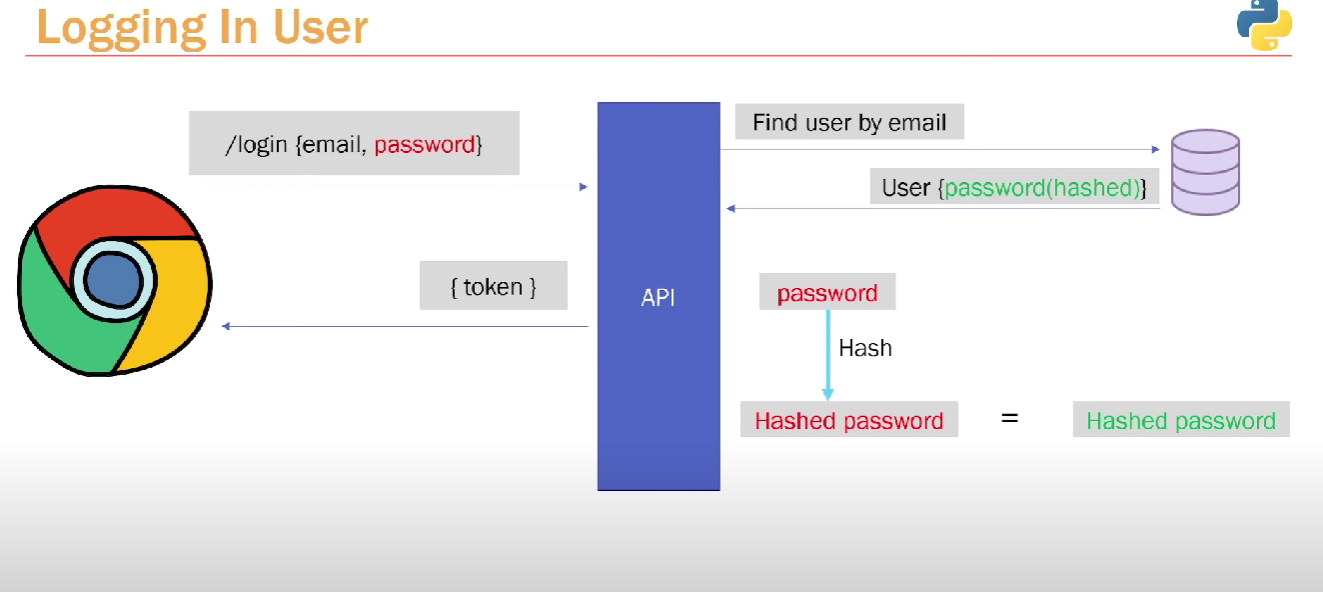 Logging In User
/login {email, password}
Find user by email
User {password(hashed)}
{ token }
API
password
Hash
Hashed password
=
Hashed password